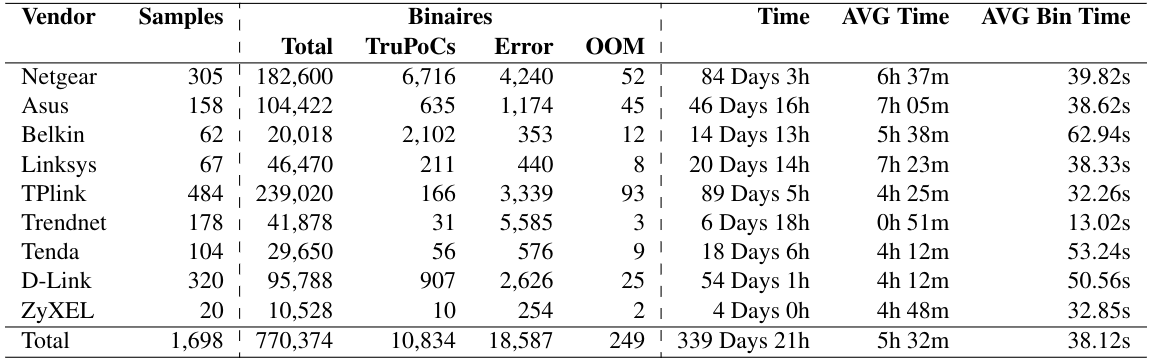 Vendor Samples Binaires Time AVG Time AVG Bin Time
Total TruPoCs Error OOM
Netgear 305 182,600 6,716 4,240 52 84 Days 3h 6h 37m 39.82s
Asus 158 104,422 635 1,174 45 46 Days 16h 7h 05m 38.62s
Belkin 62 20,018 2,102 353 12 14 Days 13h 5h 38m 62.94s
Linksys 67 46,470 211 440 8 20 Days 14h 7h 23m 38.33s
TPlink 484 239,020 166 3,339 93 89 Days 5h 4h 25m 32.26s
Trendnet 178 41,878 31 5,585 3 6 Days 18h 0h 51m 13.02s
Tenda 104 29,650 56 576 9 18 Days 6h 4h 12m 53.24s
D-Link 320 95,788 907 2,626 25 54 Days 1h 4h 12m 50.56s
ZyXEL 20 10,528 10 254 2 4 Days 0h 4h 48m 32.85s
Total 1,698 770,374 10,834 18,587 249 339 Days 21h 5h 32m 38.12s